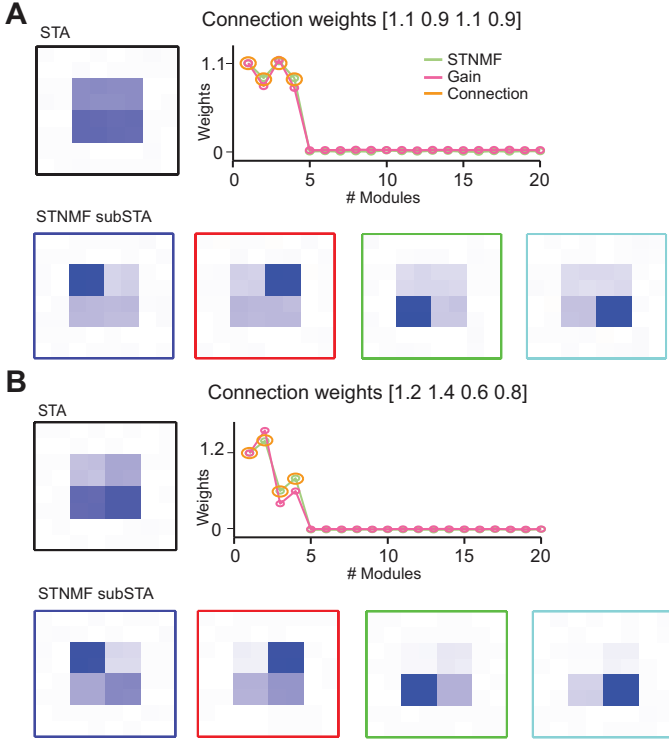 A
Connection weights [1.1 0.9 1.1 0.9]
STA
STNMF
Gain
Connection
Weights
1.1
0
0 5 10 15 20
# Modules
STNMF subSTA
B
Connection weights [1.2 1.4 0.6 0.8]
STA
Weights
1.2
0
0 5 10 15 20
# Modules
STNMF subSTA